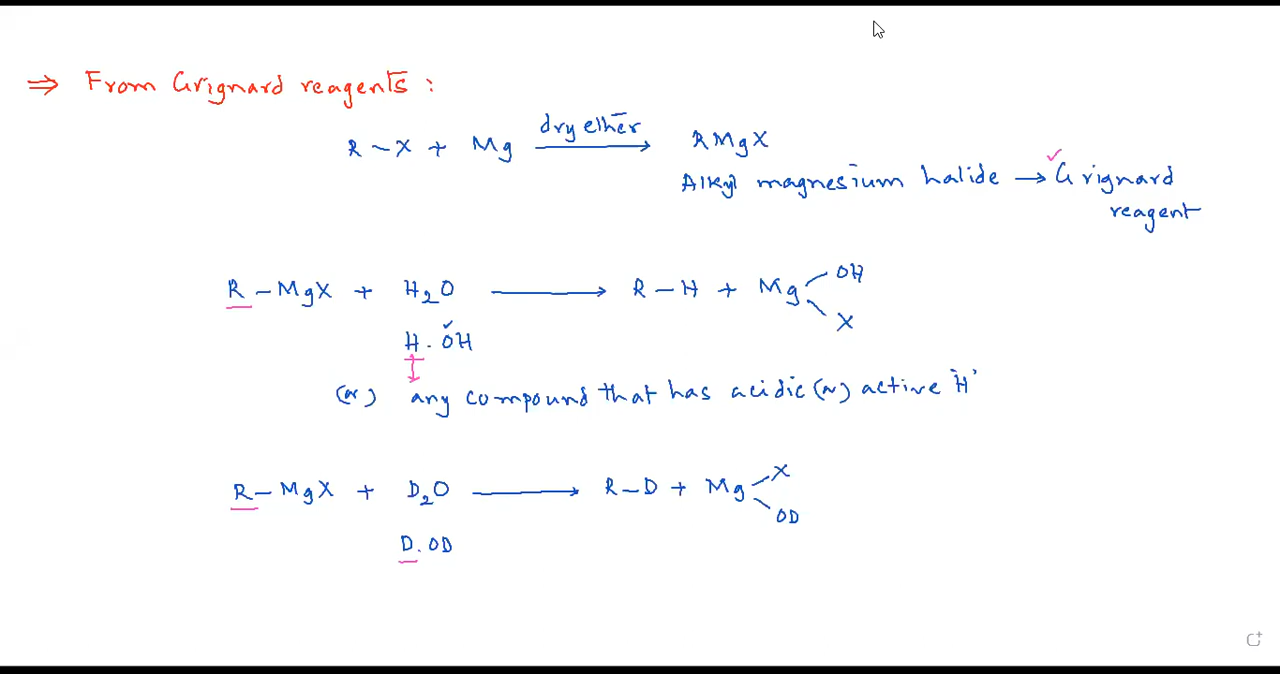 ⇒ From Grignard reagents :
R - X + Mg dry ether → RMgX
Alkyl magnesium halide → Grignard
reagent
R - MgX + H₂O → R - H + Mg
OH
X
H . OH
(or) any compound that has acidic (or) active 'H'
R - MgX + D₂O → R - D + Mg
X
OD
D . OD